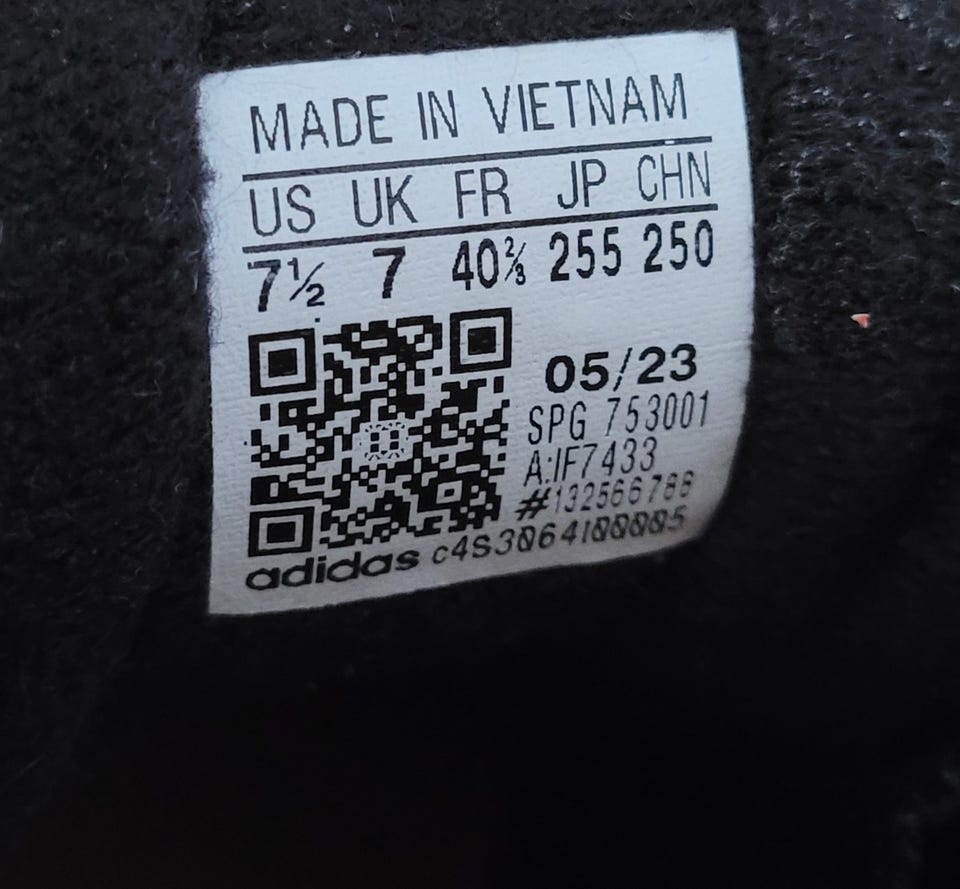 MADE IN VIETNAM
US UK FR JP CHN
7½ 7 40⅔ 255 250
05/23
SPG 753001
A:IF7433
#132566788
adidas c4S3064I00005